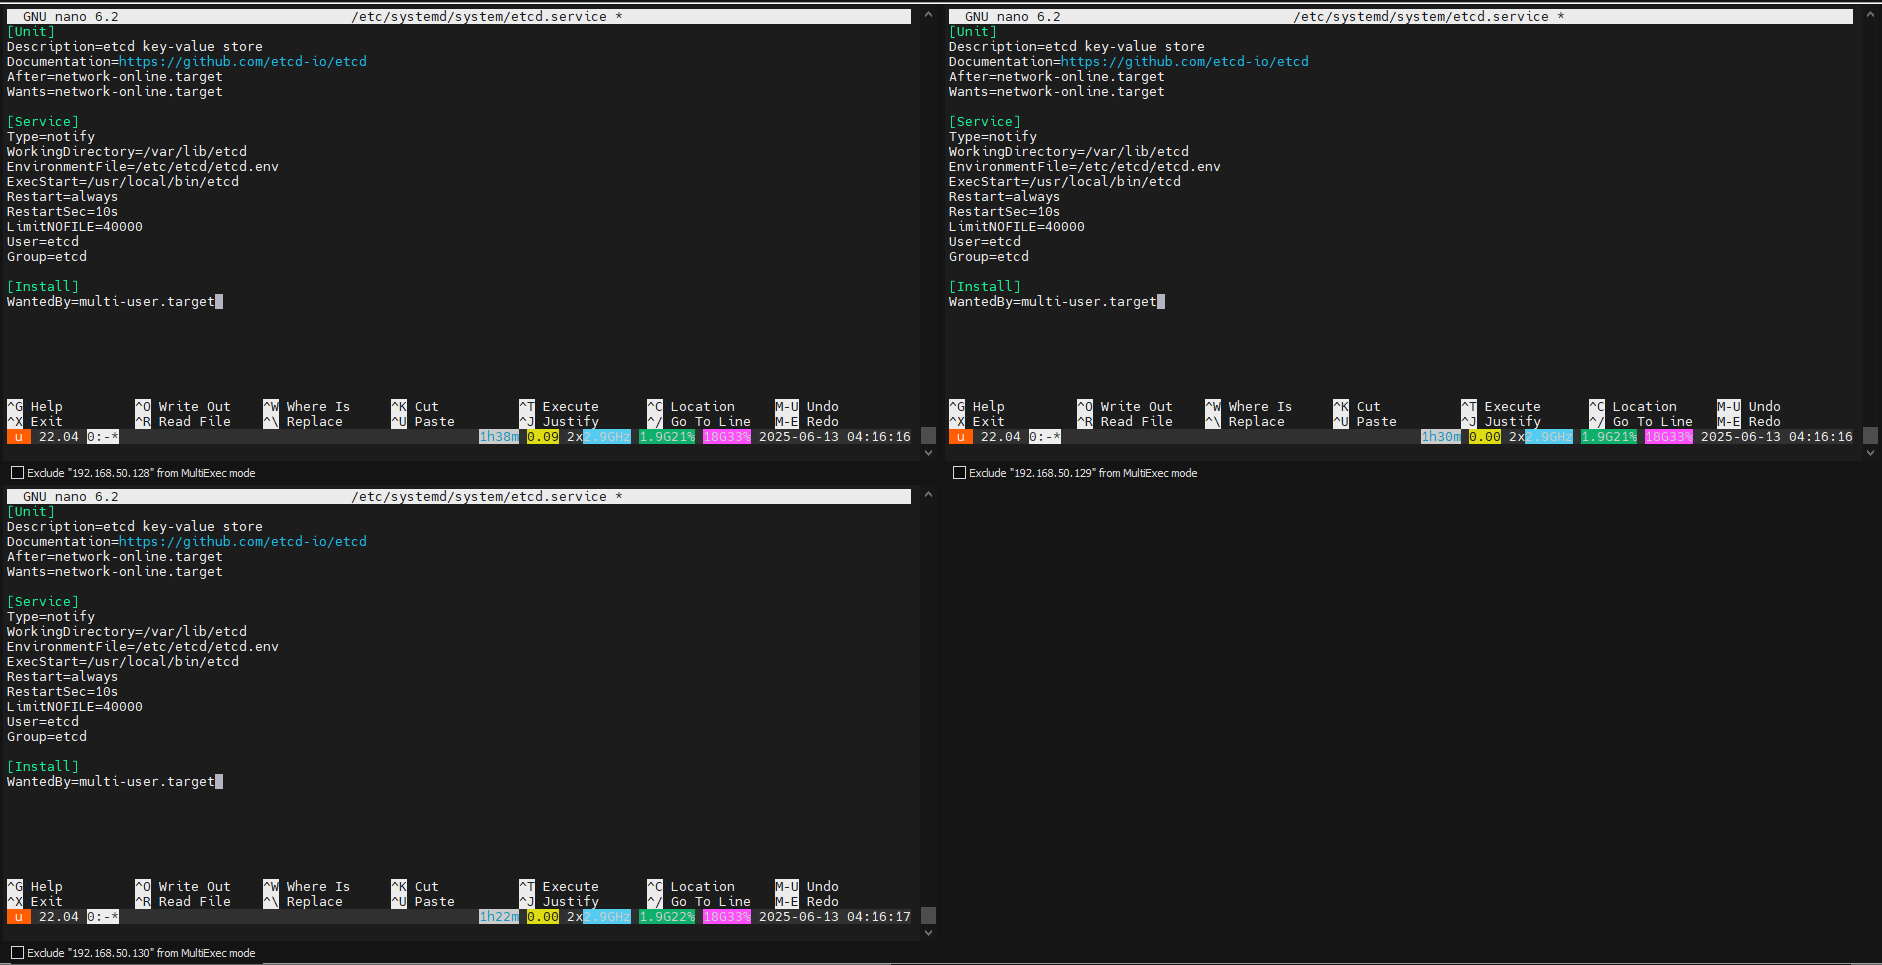 GNU nano 6.2 /etc/systemd/system/etcd.service *
[Unit]
Description=etcd key-value store
Documentation=https://github.com/etcd-io/etcd
After=network-online.target
Wants=network-online.target
[Service]
Type=notify
WorkingDirectory=/var/lib/etcd
EnvironmentFile=/etc/etcd/etcd.env
ExecStart=/usr/local/bin/etcd
Restart=always
RestartSec=10s
LimitNOFILE=40000
User=etcd
Group=etcd
[Install]
WantedBy=multi-user.target
^G Help ^O Write Out ^W Where Is ^K Cut ^T Execute ^C Location M-U Undo
^X Exit ^R Read File ^\ Replace ^U Paste ^J Justify ^/ Go To Line M-E Redo
u 22.04 0:-* 1h38m 0.09 2x2.9GHz 1.9G21% 18G33% 2025-06-13 04:16:16
Exclude "192.168.50.128" from MultiExec mode
GNU nano 6.2 /etc/systemd/system/etcd.service *
[Unit]
Description=etcd key-value store
Documentation=https://github.com/etcd-io/etcd
After=network-online.target
Wants=network-online.target
[Service]
Type=notify
WorkingDirectory=/var/lib/etcd
EnvironmentFile=/etc/etcd/etcd.env
ExecStart=/usr/local/bin/etcd
Restart=always
RestartSec=10s
LimitNOFILE=40000
User=etcd
Group=etcd
[Install]
WantedBy=multi-user.target
^G Help ^O Write Out ^W Where Is ^K Cut ^T Execute ^C Location M-U Undo
^X Exit ^R Read File ^\ Replace ^U Paste ^J Justify ^/ Go To Line M-E Redo
u 22.04 0:-* 1h30m 0.00 2x2.9GHz 1.9G21% 18G33% 2025-06-13 04:16:16
Exclude "192.168.50.129" from MultiExec mode
GNU nano 6.2 /etc/systemd/system/etcd.service *
[Unit]
Description=etcd key-value store
Documentation=https://github.com/etcd-io/etcd
After=network-online.target
Wants=network-online.target
[Service]
Type=notify
WorkingDirectory=/var/lib/etcd
EnvironmentFile=/etc/etcd/etcd.env
ExecStart=/usr/local/bin/etcd
Restart=always
RestartSec=10s
LimitNOFILE=40000
User=etcd
Group=etcd
[Install]
WantedBy=multi-user.target
^G Help ^O Write Out ^W Where Is ^K Cut ^T Execute ^C Location M-U Undo
^X Exit ^R Read File ^\ Replace ^U Paste ^J Justify ^/ Go To Line M-E Redo
u 22.04 0:-* 1h22m 0.00 2x2.9GHz 1.9G22% 18G33% 2025-06-13 04:16:17
Exclude "192.168.50.130" from MultiExec mode